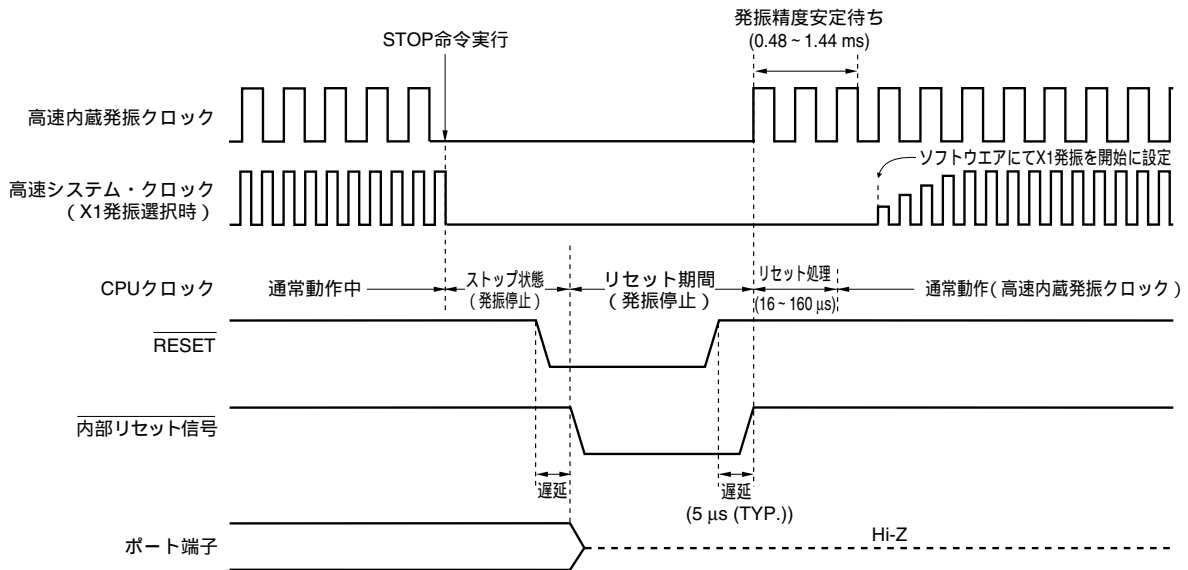 発振精度安定待ち
(0.48～1.44 ms)
STOP命令実行
高速内蔵発振クロック
ソフトウエアにてX1発振を開始に設定
高速システム・クロック
（X1発振選択時）
CPUクロック
通常動作中
ストップ状態
(発振停止)
リセット期間
（発振停止）
リセット処理
(16～160 μs)
通常動作(高速内蔵発振クロック)
RESET
内部リセット信号
遅延
遅延
(5 μs (TYP.))
ポート端子
Hi-Z